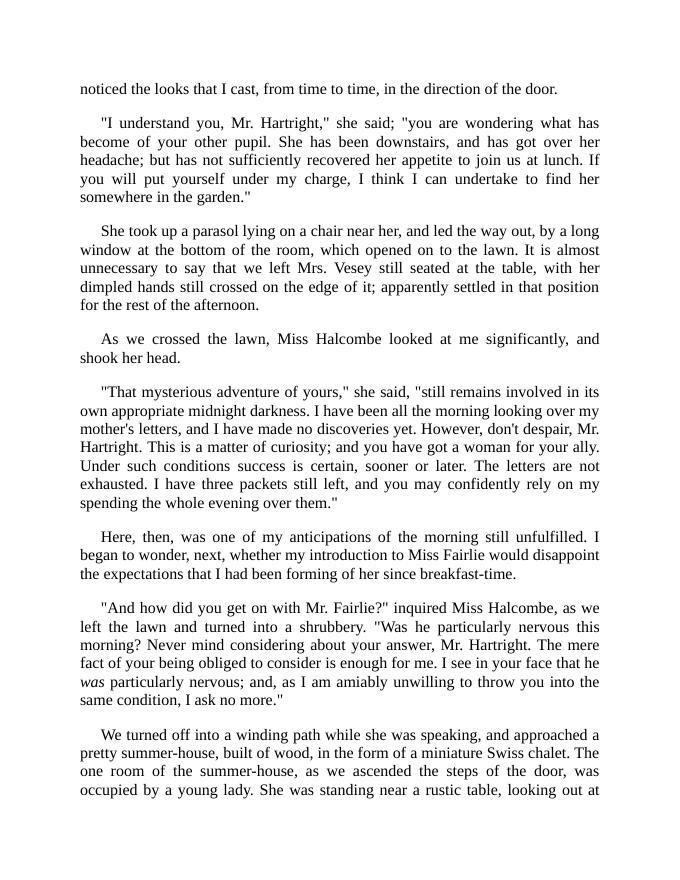 noticed the looks that I cast, from time to time, in the direction of the door.
"I understand you, Mr. Hartright," she said; "you are wondering what has
become of your other pupil. She has been downstairs, and has got over her
headache; but has not sufficiently recovered her appetite to join us at lunch. If
you will put yourself under my charge, I think I can undertake to find her
somewhere in the garden."
She took up a parasol lying on a chair near her, and led the way out, by a long
window at the bottom of the room, which opened on to the lawn. It is almost
unnecessary to say that we left Mrs. Vesey still seated at the table, with her
dimpled hands still crossed on the edge of it; apparently settled in that position
for the rest of the afternoon.
As we crossed the lawn, Miss Halcombe looked at me significantly, and
shook her head.
"That mysterious adventure of yours," she said, "still remains involved in its
own appropriate midnight darkness. I have been all the morning looking over my
mother's letters, and I have made no discoveries yet. However, don't despair, Mr.
Hartright. This is a matter of curiosity; and you have got a woman for your ally.
Under such conditions success is certain, sooner or later. The letters are not
exhausted. I have three packets still left, and you may confidently rely on my
spending the whole evening over them."
Here, then, was one of my anticipations of the morning still unfulfilled. I
began to wonder, next, whether my introduction to Miss Fairlie would disappoint
the expectations that I had been forming of her since breakfast-time.
"And how did you get on with Mr. Fairlie?" inquired Miss Halcombe, as we
left the lawn and turned into a shrubbery. "Was he particularly nervous this
morning? Never mind considering about your answer, Mr. Hartright. The mere
fact of your being obliged to consider is enough for me. I see in your face that he
was particularly nervous; and, as I am amiably unwilling to throw you into the
same condition, I ask no more."
We turned off into a winding path while she was speaking, and approached a
pretty summer-house, built of wood, in the form of a miniature Swiss chalet. The
one room of the summer-house, as we ascended the steps of the door, was
occupied by a young lady. She was standing near a rustic table, looking out at